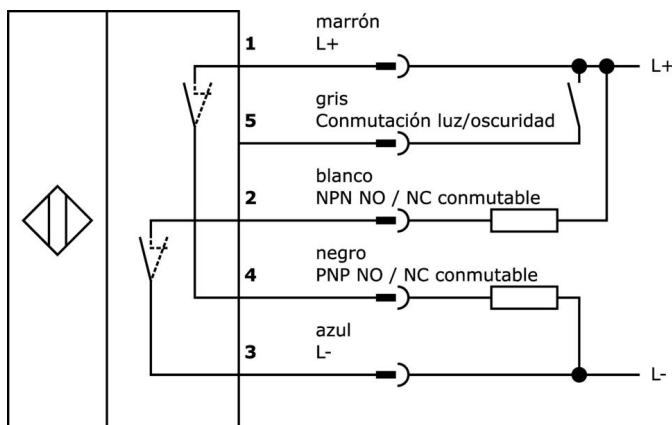 marrón
1 L+
L+
gris
5 Conmutación luz/oscuridad
blanco
2 NPN NO / NC conmutable
negro
4 PNP NO / NC conmutable
azul
3 L-
L-